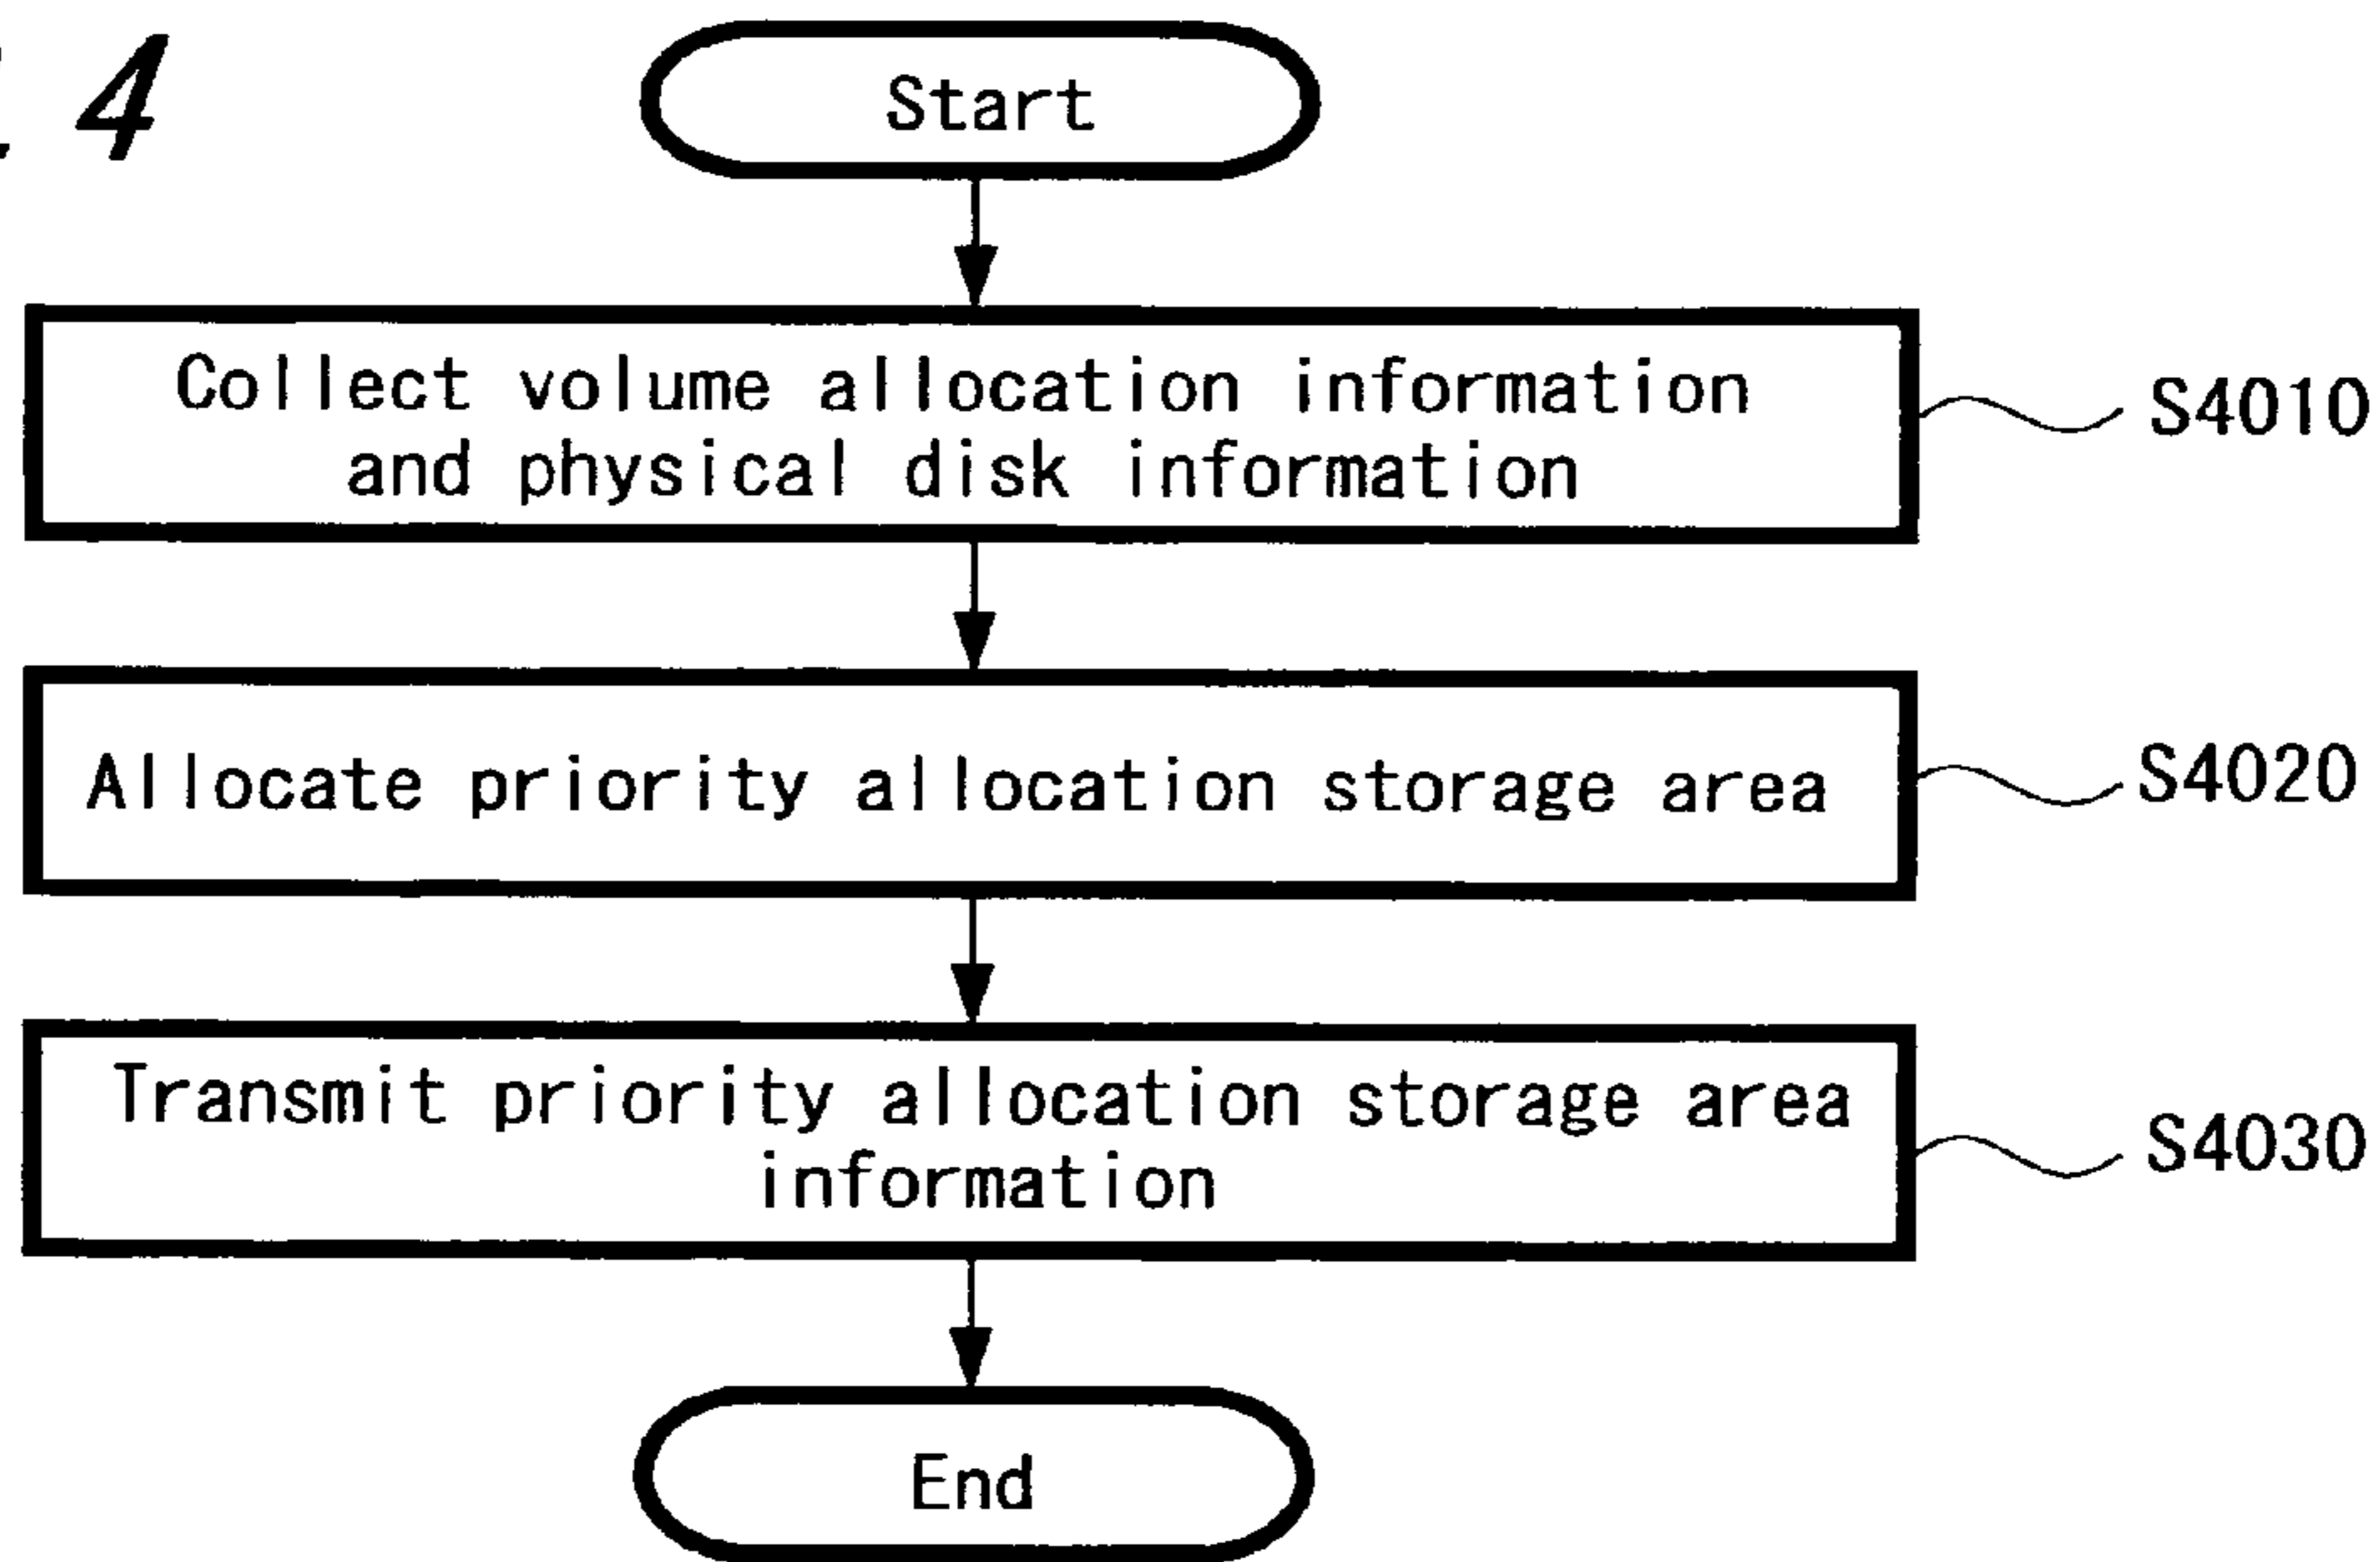 4
Start
Collect volume allocation information
and physical disk information
S4010
Allocate priority allocation storage area
S4020
Transmit priority allocation storage area
information
S4030
End